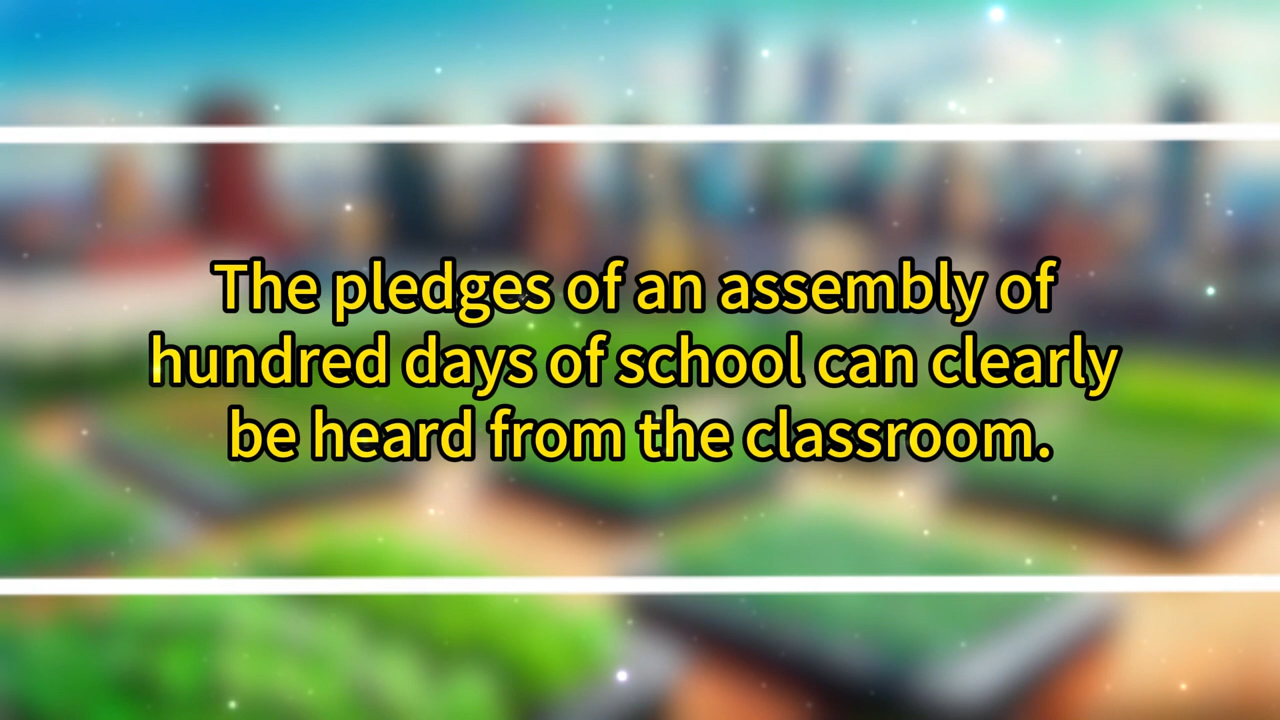 The pledges of an assembly of
hundred days of school can clearly
be heard from the classroom.